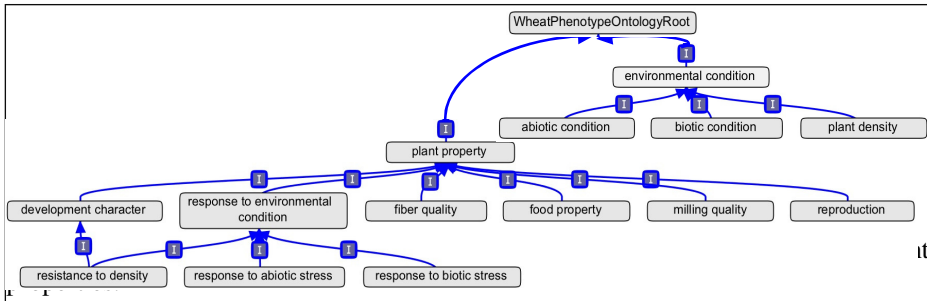 WheatPhenotypeOntologyRoot
I
environmental condition
I
I
I
abiotic condition
biotic condition
plant density
I
plant property
I
I
I
I
I
I
development character
response to environmental
condition
fiber quality
food property
milling quality
reproduction
I
I
I
I
resistance to density
response to abiotic stress
response to biotic stress